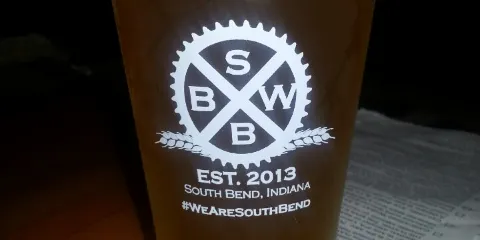 S
B W
B
EST. 2013
SOUTH BEND, INDIANA
#WEARESOUTHBEND